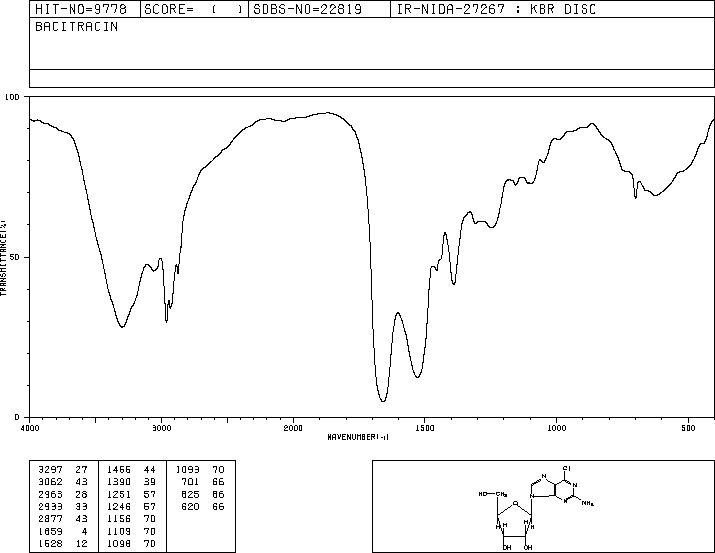 HIT-NO=9778 SCORE= ( ) SDBS-NO=22819 IR-NIDA-27267 : KBR DISC
BACITRACIN
100
50
0
TRANSMITTANCE(%)
4000 3000 2000 1500 1000 500
WAVENUMBER(-1)
3297 27 1466 44 1093 70
3062 43 1390 39 701 66
2963 28 1251 57 625 66
2933 33 1246 57 620 66
2877 43 1156 70
1659 4 1109 70
1528 12 1098 70
Cl
N N
HO CH₂ O N N NH₂
H H H H
OH OH